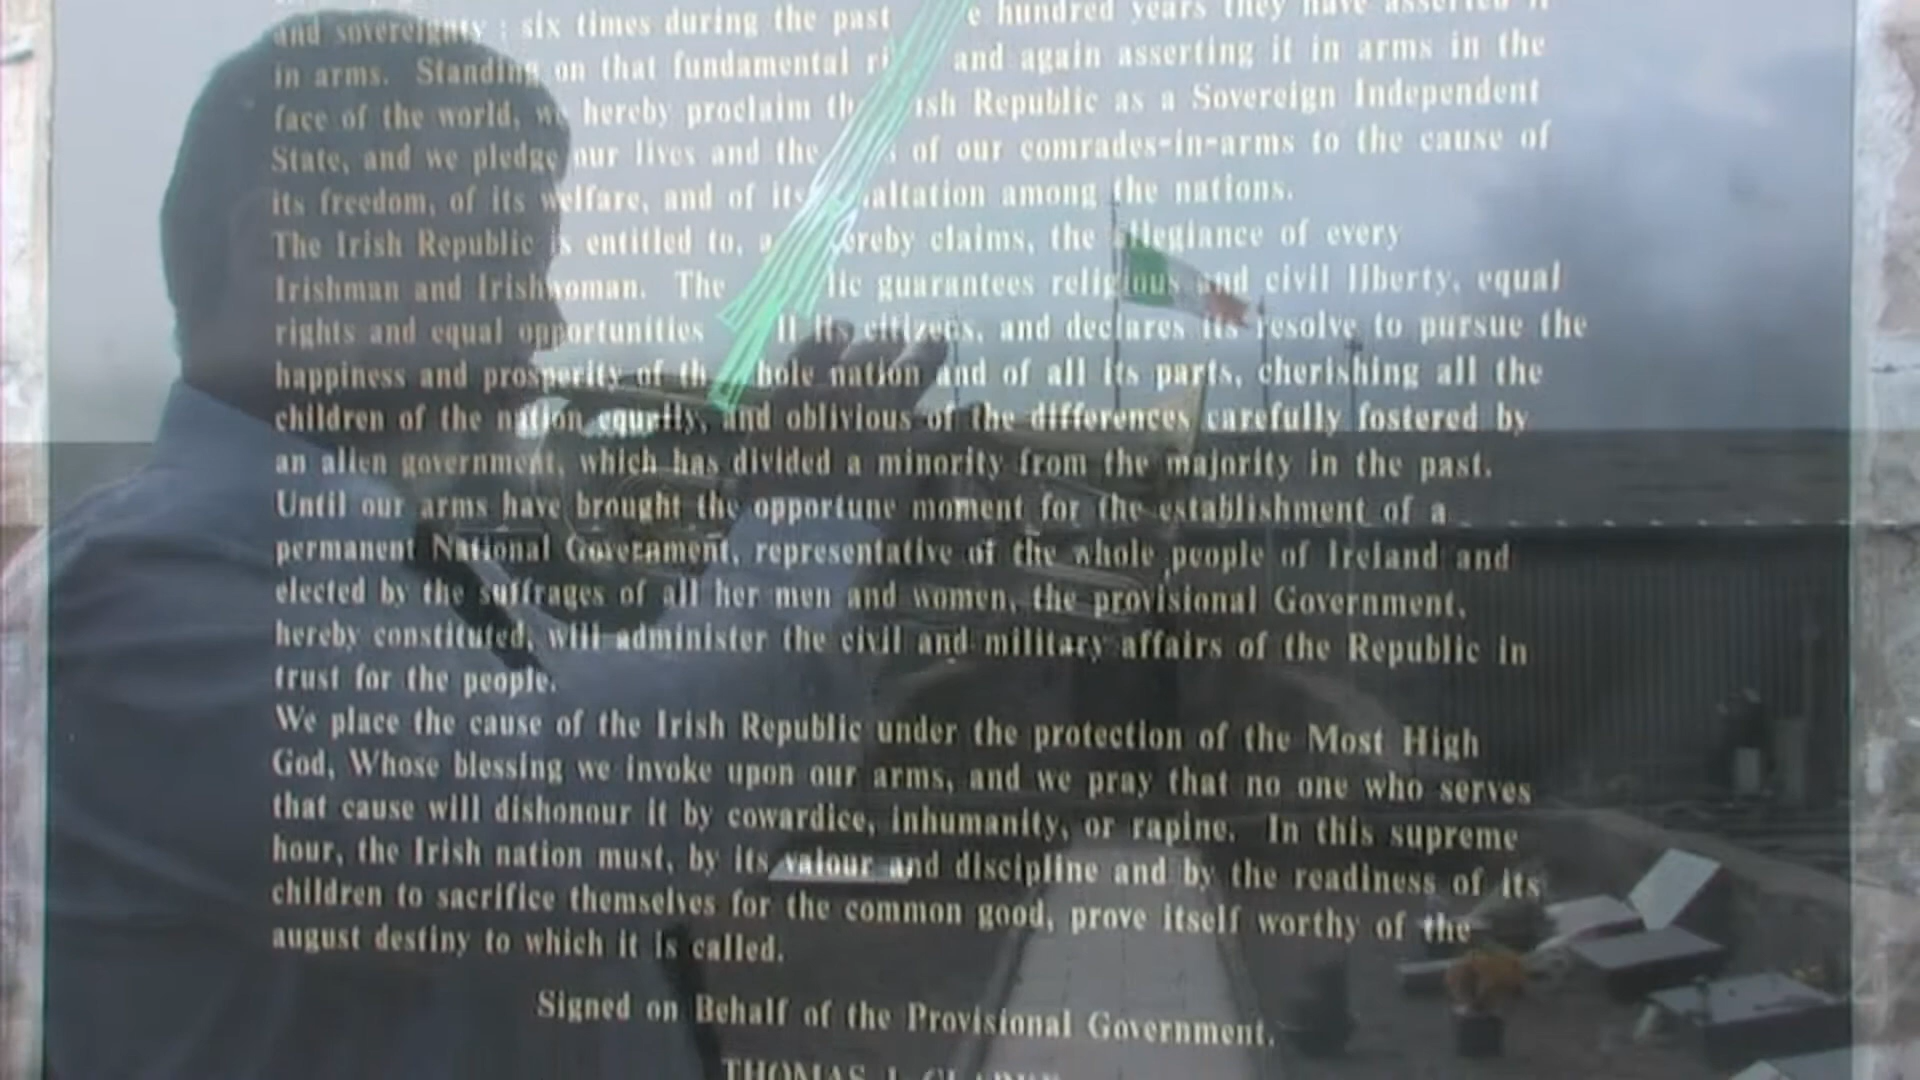 and sovereignty ; six times during the past e hundred years they have asserted it
in arms. Standing on that fundamental ri and again asserting it in arms in the
face of the world, we hereby proclaim th ish Republic as a Sovereign Independent
State, and we pledge our lives and the of our comrades-in-arms to the cause of
its freedom, of its welfare, and of its altation among the nations.
The Irish Republic is entitled to, a ereby claims, the allegiance of every
Irishman and Irishwoman. The lic guarantees religious and civil liberty, equal
rights and equal opportunities ll its citizens, and declares its resolve to pursue the
happiness and prosperity of th hole nation and of all its parts, cherishing all the
children of the nation equally, and oblivious of the differences carefully fostered by
an alien government, which has divided a minority from the majority in the past.
Until our arms have brought the opportune moment for the establishment of a
permanent National Government, representative of the whole people of Ireland and
elected by the suffrages of all her men and women, the provisional Government,
hereby constituted, will administer the civil and military affairs of the Republic in
trust for the people.
We place the cause of the Irish Republic under the protection of the Most High
God, Whose blessing we invoke upon our arms, and we pray that no one who serves
that cause will dishonour it by cowardice, inhumanity, or rapine. In this supreme
hour, the Irish nation must, by its valour and discipline and by the readiness of its
children to sacrifice themselves for the common good, prove itself worthy of the
august destiny to which it is called.
Signed on Behalf of the Provisional Government.
THOMAS J. CLARKE